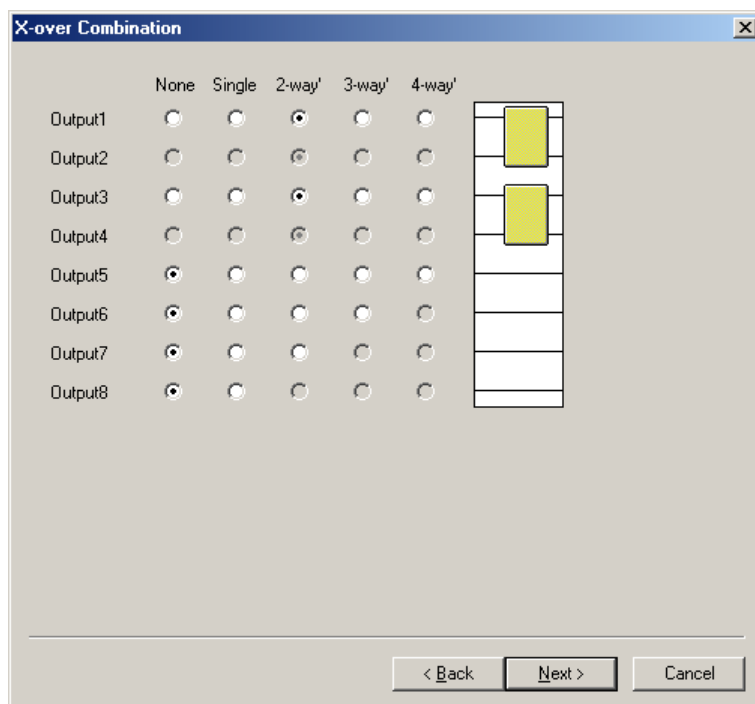 X-over Combination
None Single 2-way' 3-way' 4-way'
Output1
Output2
Output3
Output4
Output5
Output6
Output7
Output8
< Back Next > Cancel